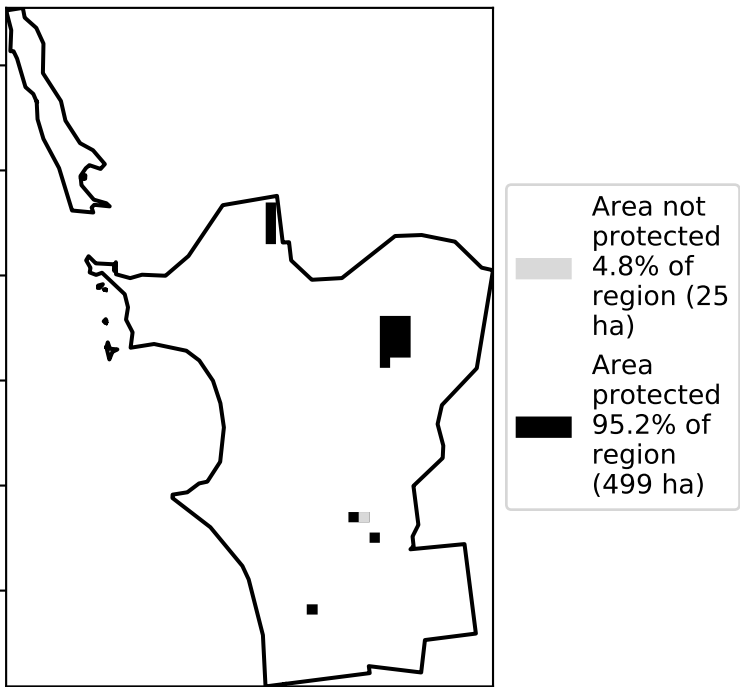 Area not
protected
4.8% of
region (25
ha)
Area
protected
95.2% of
region
(499 ha)